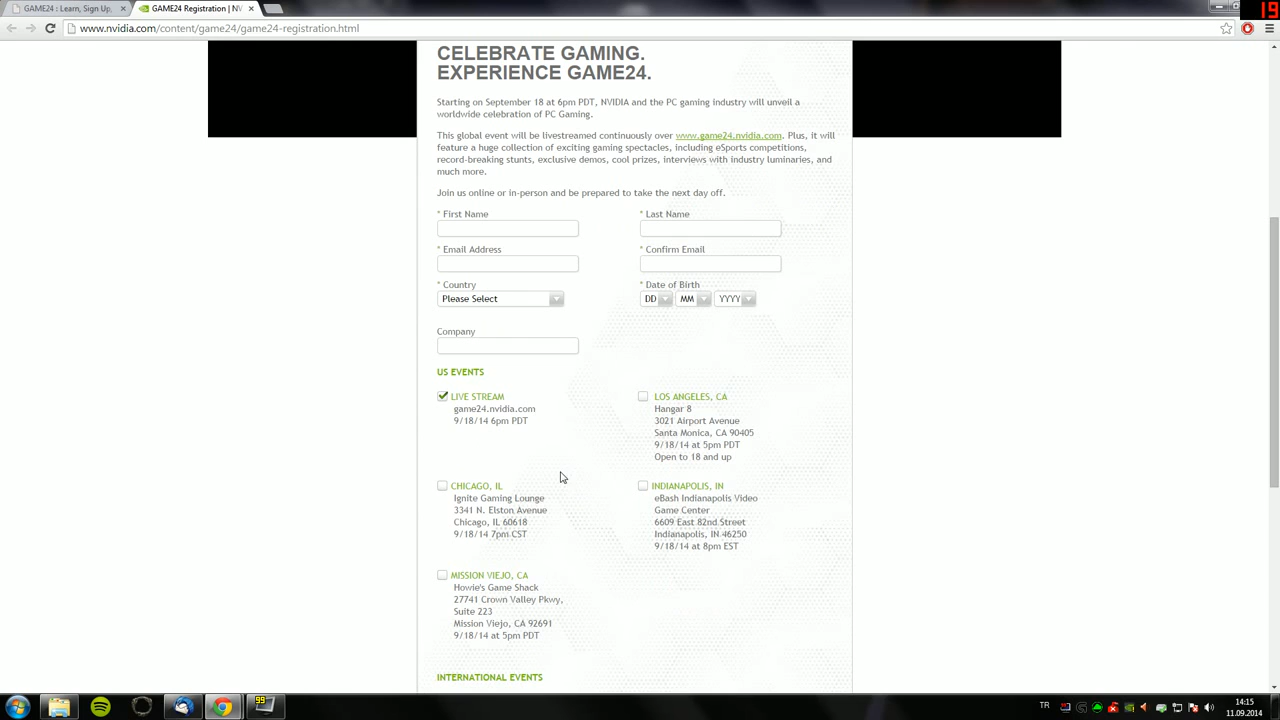 GAME24 : Learn, Sign Up,
GAME24 Registration | NV
19
www.nvidia.com/content/game24/game24-registration.html
CELEBRATE GAMING.
EXPERIENCE GAME24.
Starting on September 18 at 6pm PDT, NVIDIA and the PC gaming industry will unveil a
worldwide celebration of PC Gaming.
This global event will be livestreamed continuously over www.game24.nvidia.com. Plus, it will
feature a huge collection of exciting gaming spectacles, including eSports competitions,
record-breaking stunts, exclusive demos, cool prizes, interviews with industry luminaries, and
much more.
Join us online or in-person and be prepared to take the next day off.
* First Name
* Last Name
* Email Address
* Confirm Email
* Country
* Date of Birth
Please Select
DD MM YYYY
Company
US EVENTS
LIVE STREAM
game24.nvidia.com
9/18/14 6pm PDT
LOS ANGELES, CA
Hangar 8
3021 Airport Avenue
Santa Monica, CA 90405
9/18/14 at 5pm PDT
Open to 18 and up
CHICAGO, IL
Ignite Gaming Lounge
3341 N. Elston Avenue
Chicago, IL 60618
9/18/14 7pm CST
INDIANAPOLIS, IN
eBash Indianapolis Video
Game Center
6609 East 82nd Street
Indianapolis, IN 46250
9/18/14 at 8pm EST
MISSION VIEJO, CA
Howie's Game Shack
27741 Crown Valley Pkwy,
Suite 223
Mission Viejo, CA 92691
9/18/14 at 5pm PDT
INTERNATIONAL EVENTS
99
TR
14:15
11.09.2014